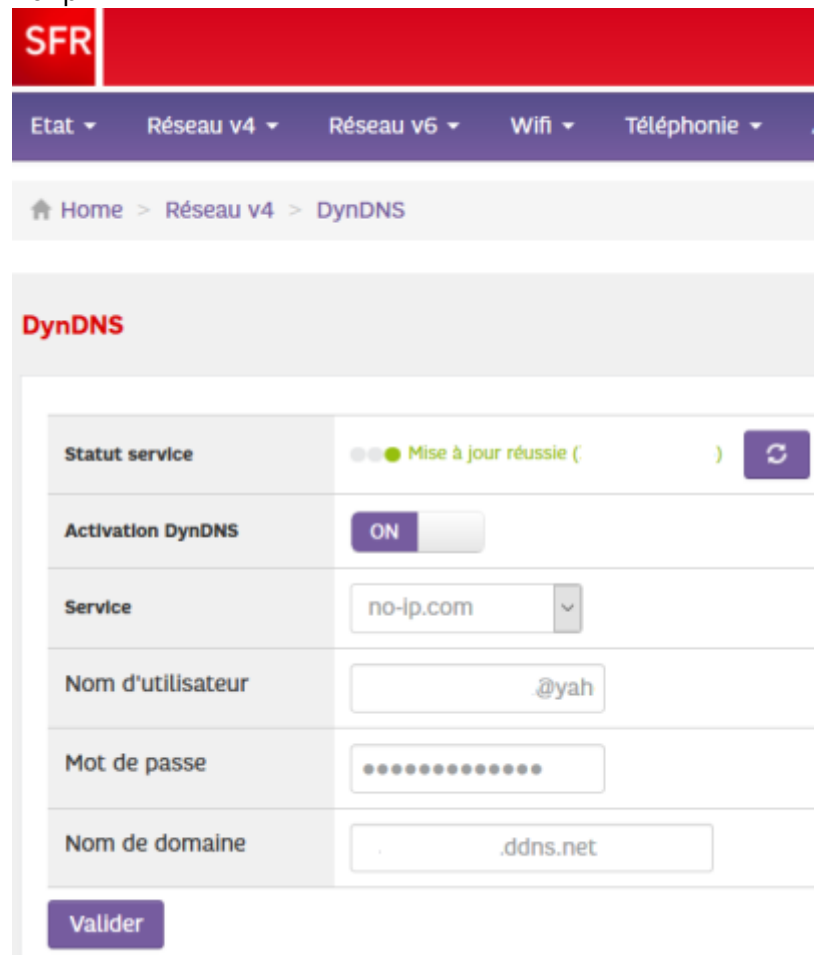 SFR
Etat Réseau v4 Réseau v6 Wifi Téléphonie
Home > Réseau v4 > DynDNS
DynDNS
Statut service Mise à jour réussie ( )
Activation DynDNS ON
Service no-ip.com
Nom d'utilisateur .@yah
Mot de passe •••••••••••••
Nom de domaine .ddns.net
Valider